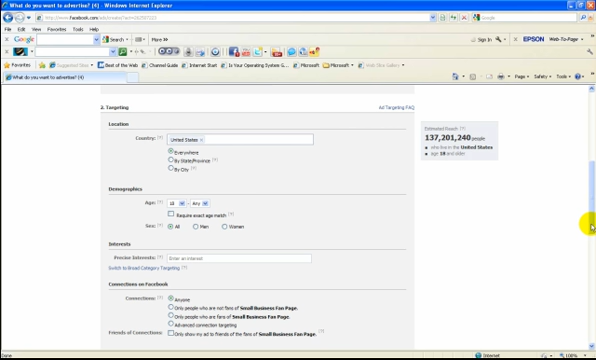 What do you want to advertise? (4) - Windows Internet Explorer
File Edit View Favorites Tools Help
Google Search More » Sign In EPSON Web-To-Page
Favorites Suggested Sites Best of the Web Channel Guide Internet Start Is Your Operating System G... Microsoft Microsoft Web Slice Gallery
What do you want to advertise? (4) Page Safety Tools
2. Targeting Ad Targeting FAQ
Location
Country: [?] United States x
Everywhere
By State/Province [?]
By City [?]
Estimated Reach [?]
137,201,240 people
who live in the United States
age 18 and older
Demographics
Age: [?] 18 - Any
Require exact age match [?]
Sex: [?] All Men Women
Interests
Precise Interests: [?] Enter an interest
Switch to Broad Category Targeting [?]
Connections on Facebook
Connections: [?] Anyone
Only people who are not fans of Small Business Fan Page.
Only people who are fans of Small Business Fan Page.
Advanced connection targeting
Friends of Connections: [?] Only show my ad to friends of the fans of Small Business Fan Page. [?]
Done Internet 100%